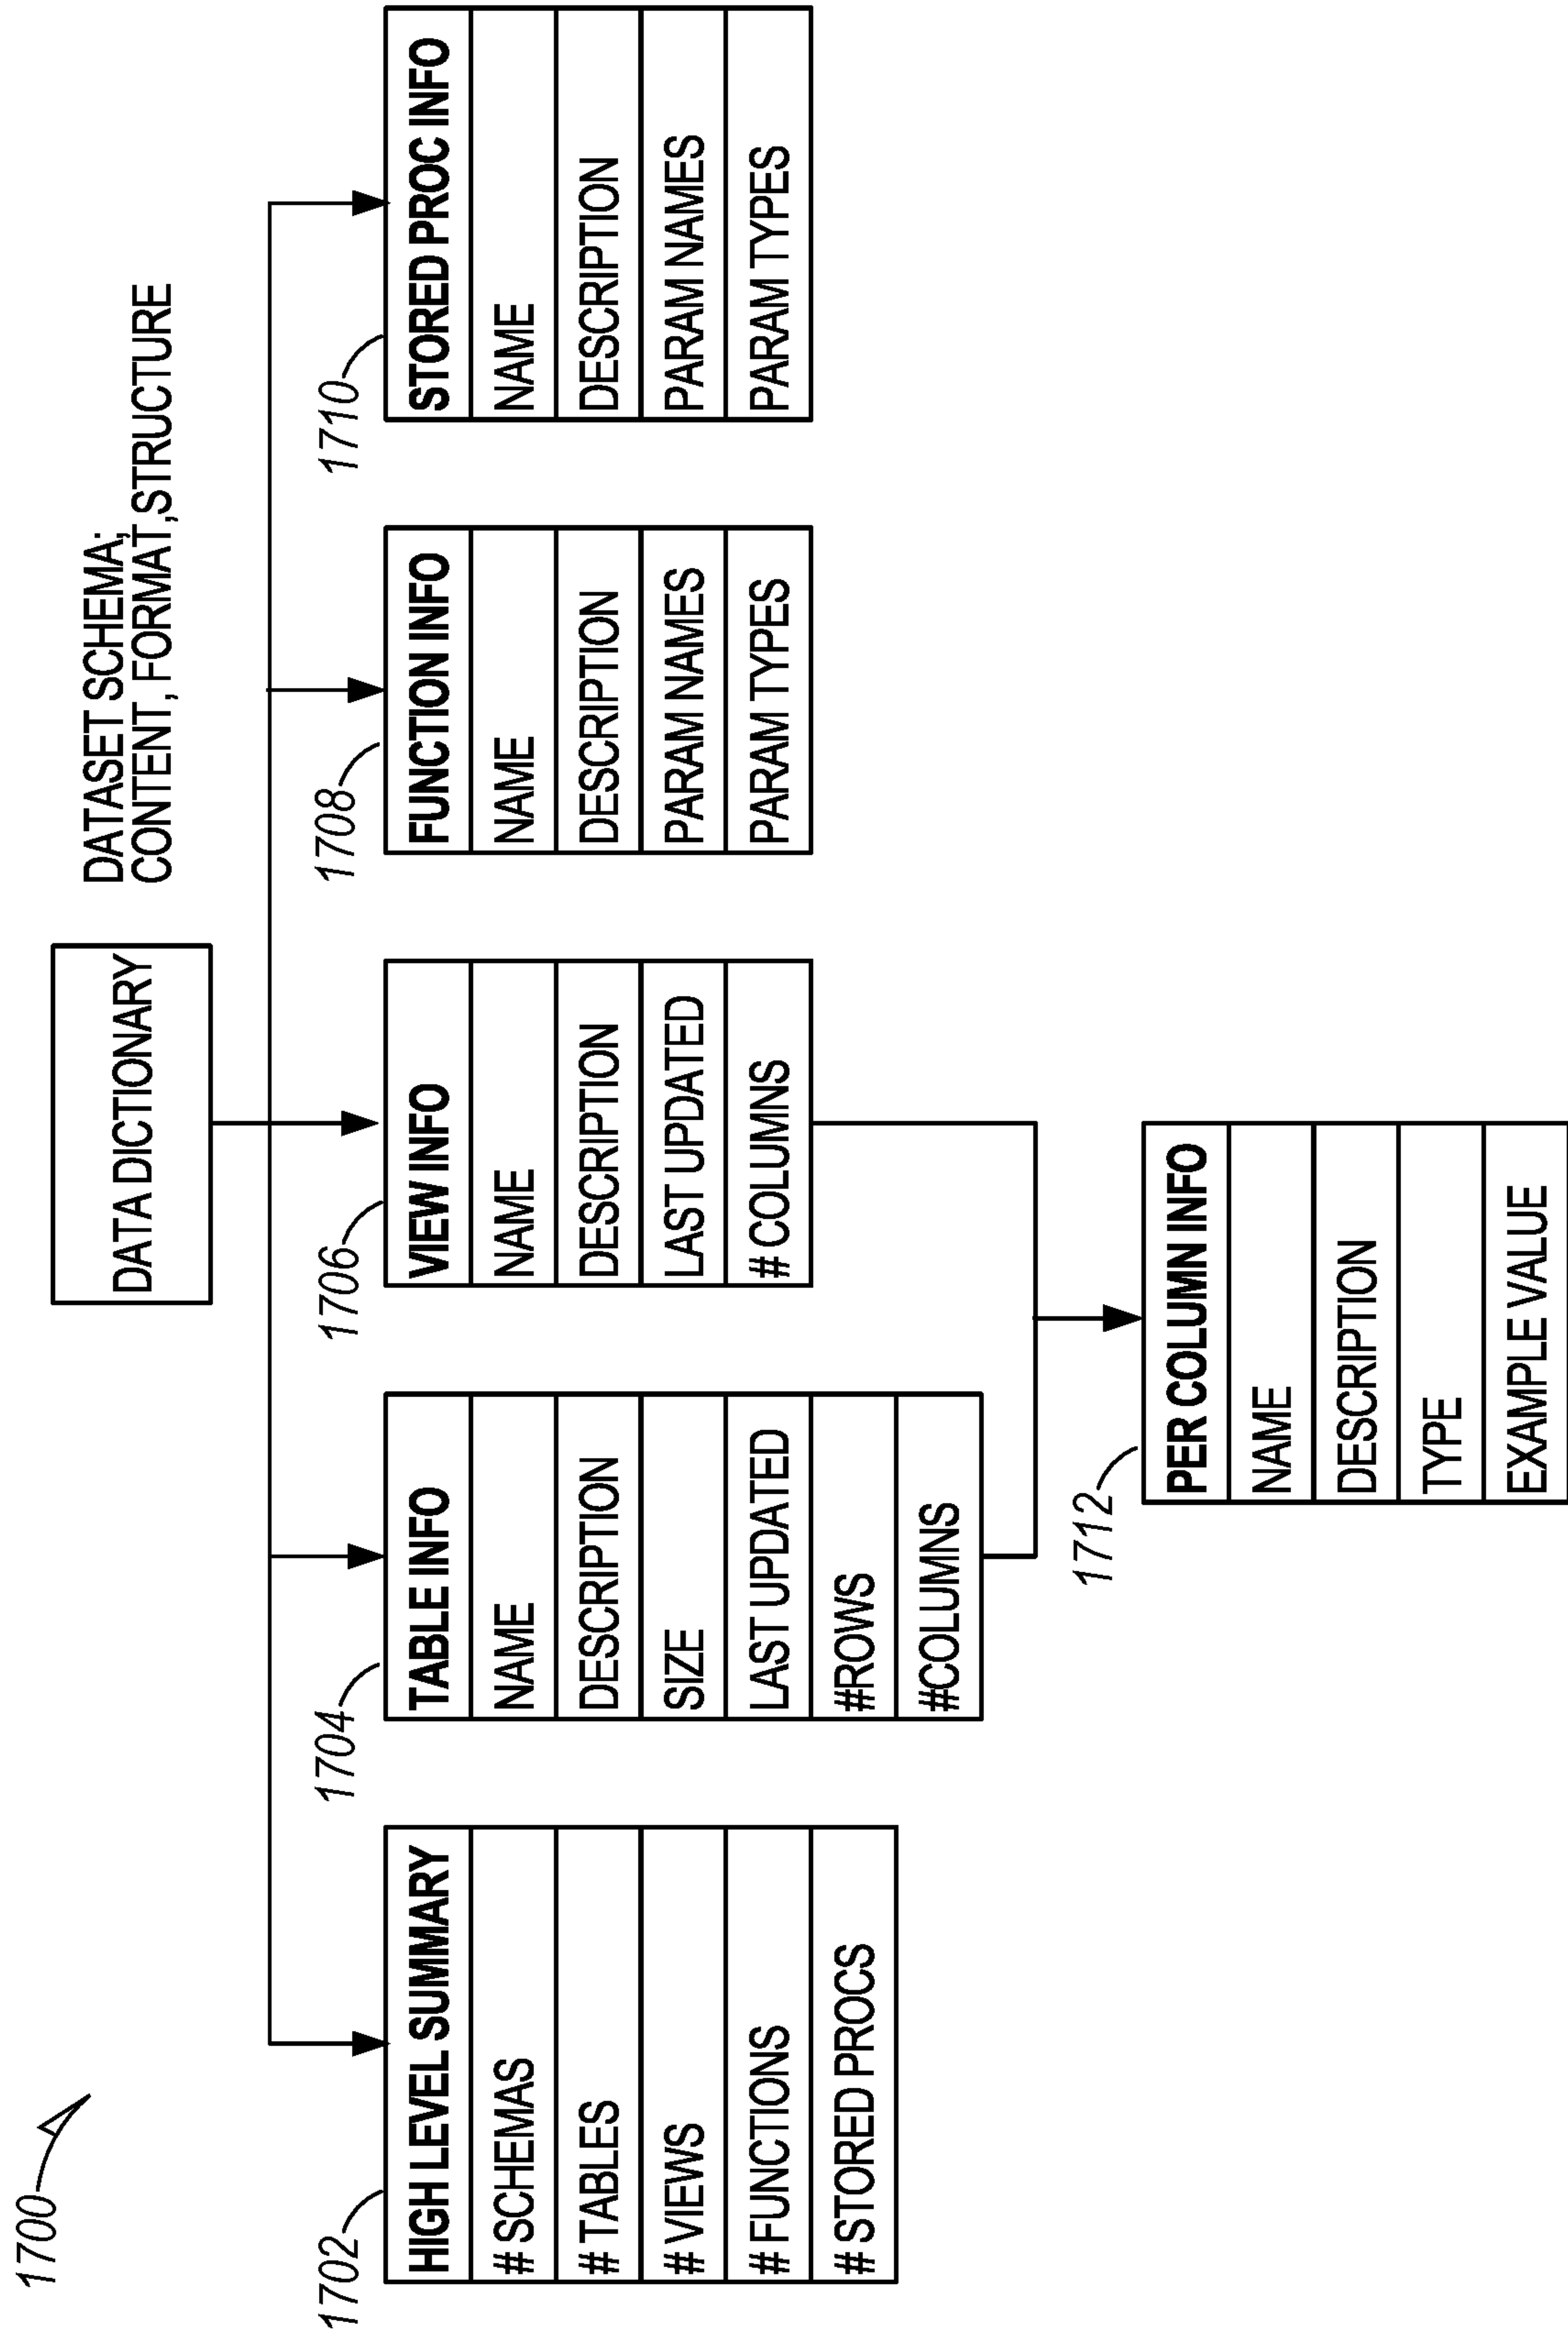 1700
DATA DICTIONARY
DATASET SCHEMA;
CONTENT, FORMAT,STRUCTURE
1702
HIGH LEVEL SUMMARY
# SCHEMAS
# TABLES
# VIEWS
# FUNCTIONS
# STORED PROCS
1704
TABLE INFO
NAME
DESCRIPTION
SIZE
LAST UPDATED
#ROWS
#COLUMNS
1706
VIEW INFO
NAME
DESCRIPTION
LAST UPDATED
# COLUMNS
1708
FUNCTION INFO
NAME
DESCRIPTION
PARAM NAMES
PARAM TYPES
1710
STORED PROC INFO
NAME
DESCRIPTION
PARAM NAMES
PARAM TYPES
1712
PER COLUMN INFO
NAME
DESCRIPTION
TYPE
EXAMPLE VALUE